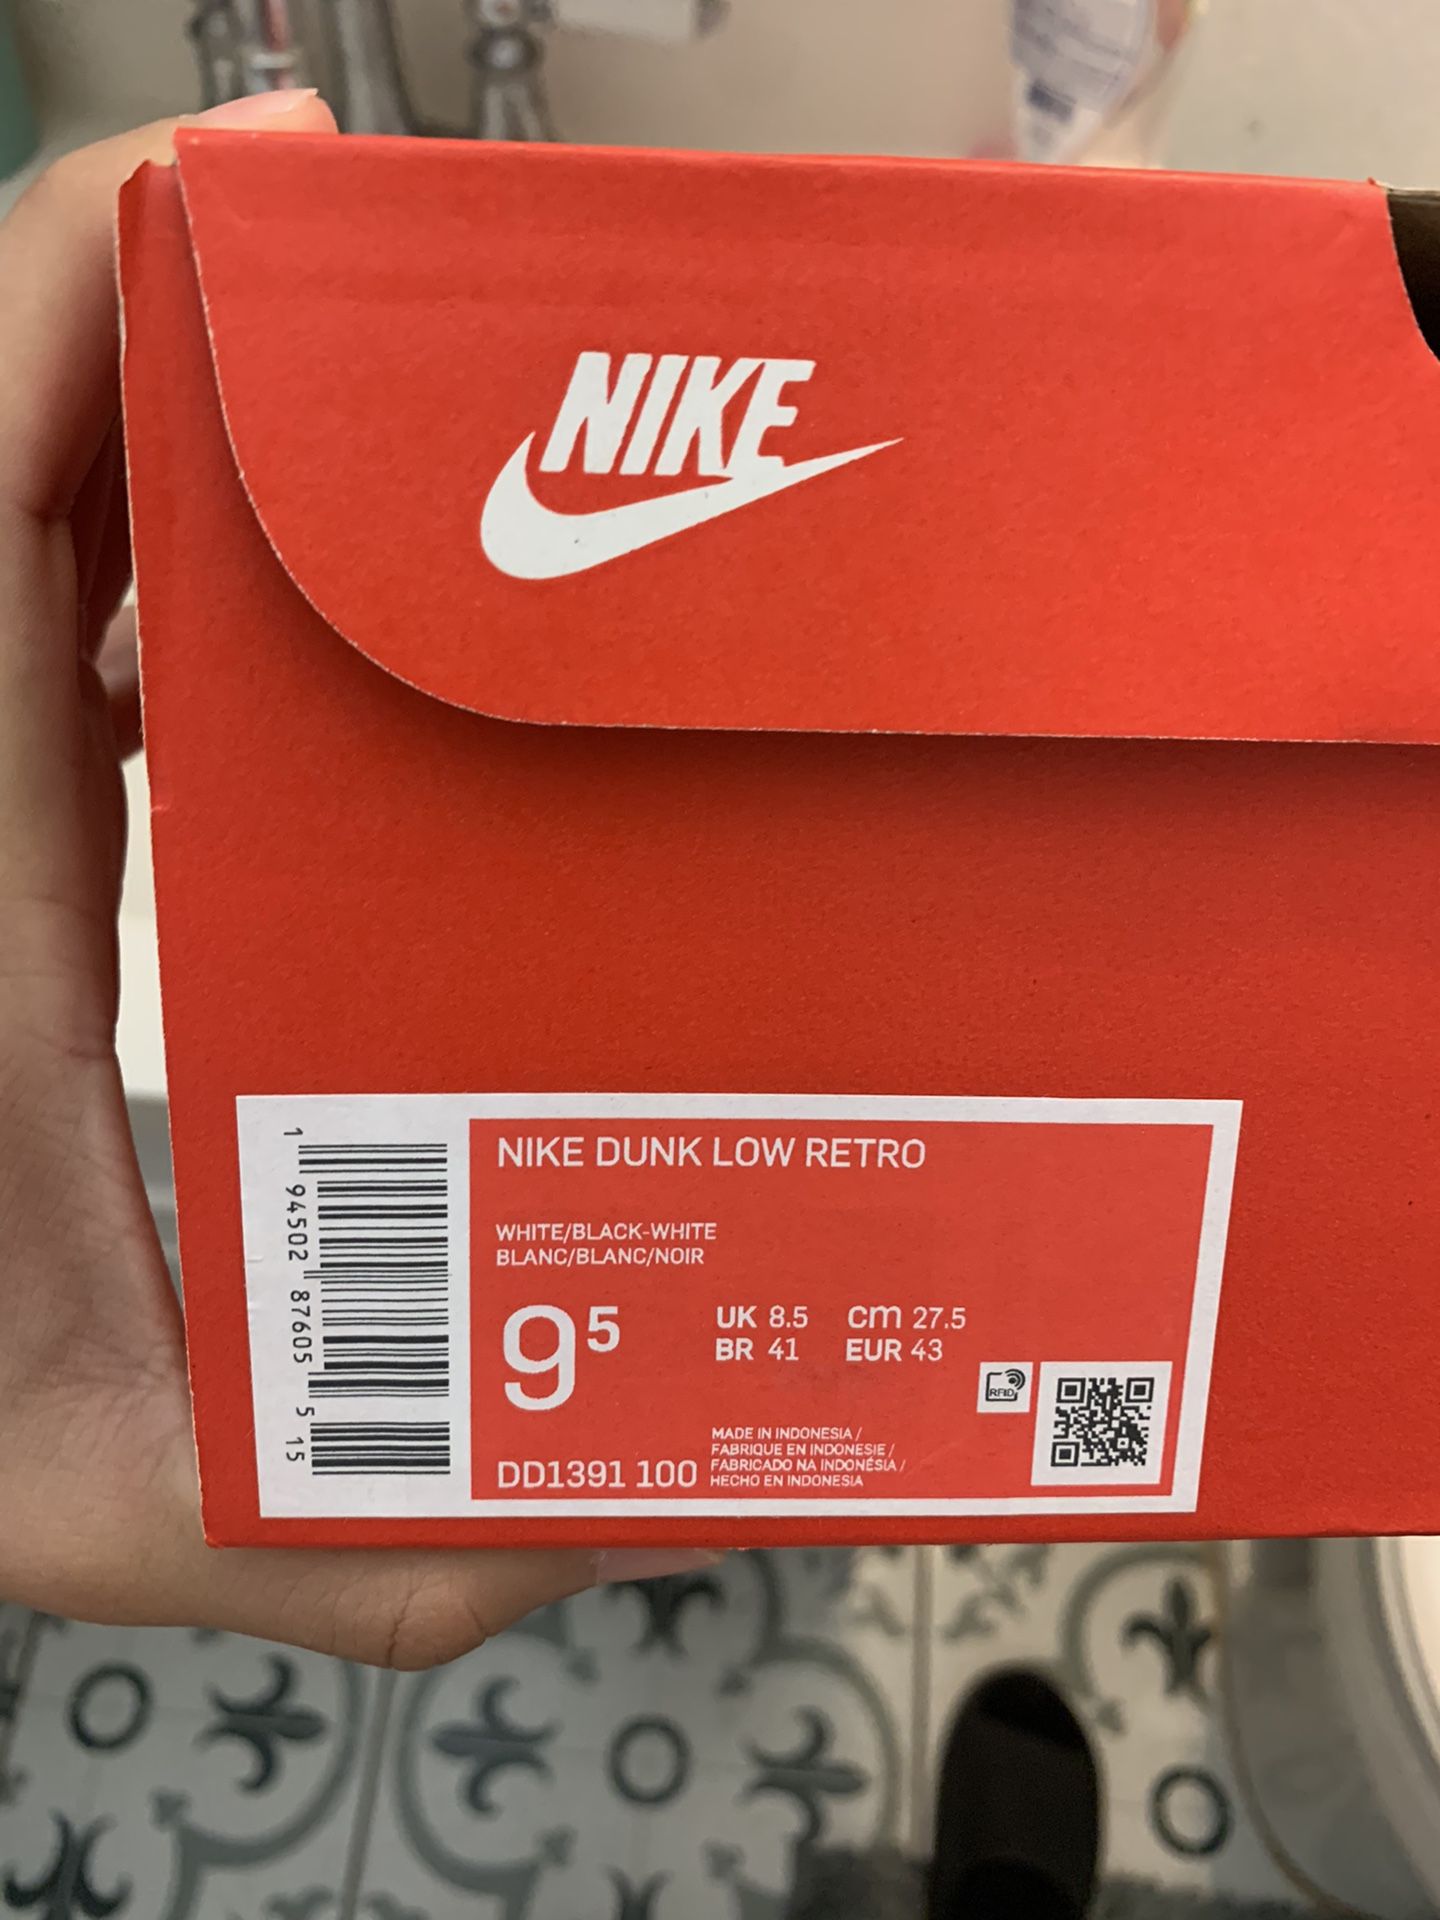 NIKE
1 94502 87605 5 15
NIKE DUNK LOW RETRO
WHITE/BLACK-WHITE
BLANC/BLANC/NOIR
9⁵
UK 8.5 cm 27.5
BR 41 EUR 43
RFID
MADE IN INDONESIA /
FABRIQUE EN INDONESIE /
FABRICADO NA INDONÉSIA /
HECHO EN INDONESIA
DD1391 100